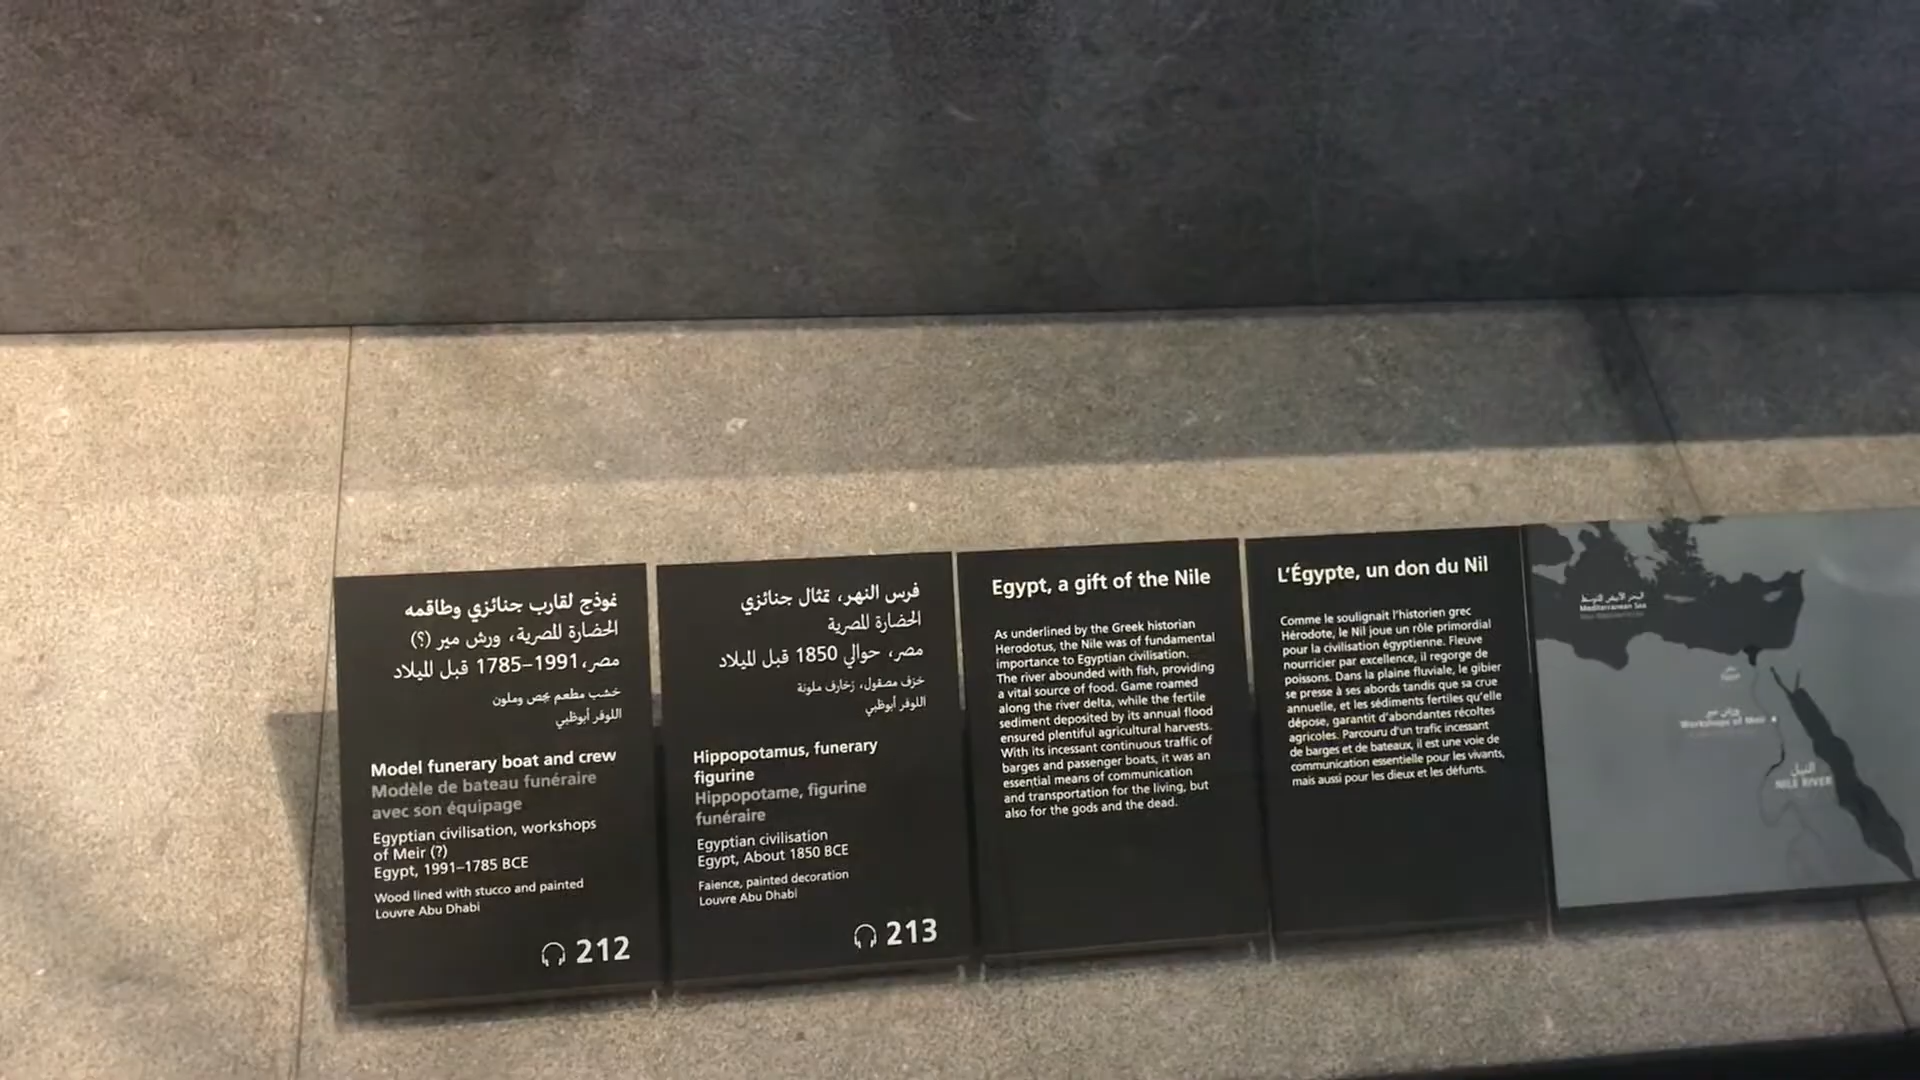 نموذج لقارب جنائزي وطاقمه
الحضارة المصرية، ورش مير (؟)
مصر، 1991–1785 قبل الميلاد
خشب مطعم بجص وملون
اللوفر أبوظبي
Model funerary boat and crew
Modèle de bateau funéraire
avec son équipage
Egyptian civilisation, workshops
of Meir (?)
Egypt, 1991–1785 BCE
Wood lined with stucco and painted
Louvre Abu Dhabi
212
فرس النهر، تمثال جنائزي
الحضارة المصرية
مصر، حوالي 1850 قبل الميلاد
خزف مصقول، زخارف ملونة
اللوفر أبوظبي
Hippopotamus, funerary
figurine
Hippopotame, figurine
funéraire
Egyptian civilisation
Egypt, About 1850 BCE
Faience, painted decoration
Louvre Abu Dhabi
213
Egypt, a gift of the Nile
As underlined by the Greek historian
Herodotus, the Nile was of fundamental
importance to Egyptian civilisation.
The river abounded with fish, providing
a vital source of food. Game roamed
along the river delta, while the fertile
sediment deposited by its annual flood
ensured plentiful agricultural harvests.
With its incessant continuous traffic of
barges and passenger boats, it was an
essential means of communication
and transportation for the living, but
also for the gods and the dead.
L'Égypte, un don du Nil
Comme le soulignait l'historien grec
Hérodote, le Nil joue un rôle primordial
pour la civilisation égyptienne. Fleuve
nourricier par excellence, il regorge de
poissons. Dans la plaine fluviale, le gibier
se presse à ses abords tandis que sa crue
annuelle, et les sédiments fertiles qu'elle
dépose, garantit d'abondantes récoltes
agricoles. Parcouru d'un trafic incessant
de barges et de bateaux, il est une voie de
communication essentielle pour les vivants,
mais aussi pour les dieux et les défunts.
البحر الأبيض المتوسط
Mediterranean Sea
ورش مير
Workshops of Meir
النيل
NILE RIVER